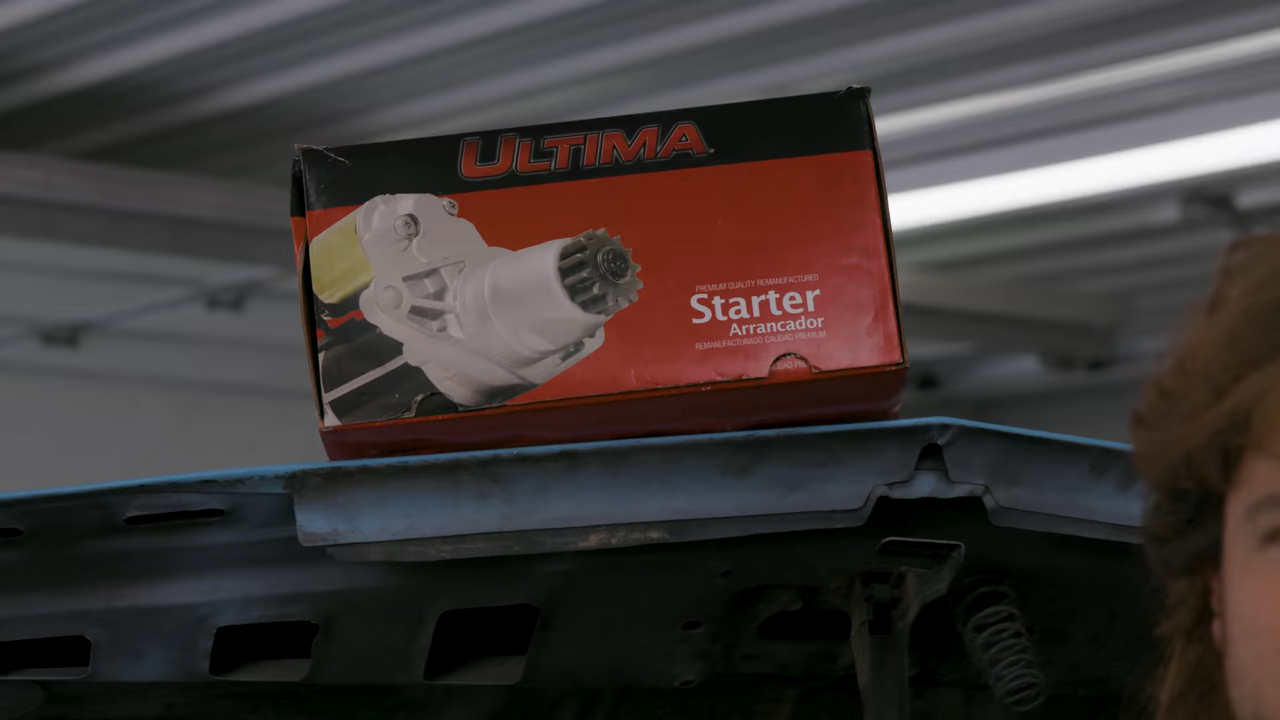 ULTIMA
PREMIUM QUALITY REMANUFACTURED
Starter
Arrancador
REMANUFACTURADO CALIDAD PREMIUM